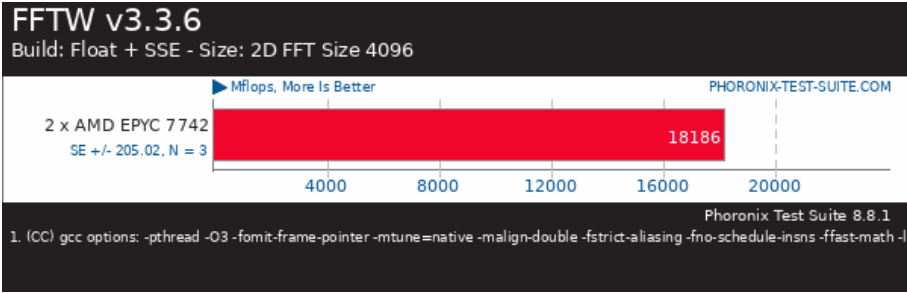 FFTW v3.3.6
Build: Float + SSE - Size: 2D FFT Size 4096
Mflops, More Is Better PHORONIX-TEST-SUITE.COM
2 x AMD EPYC 7742
18186
SE +/- 205.02, N = 3
4000 8000 12000 16000 20000
Phoronix Test Suite 8.8.1
1. (CC) gcc options: -pthread -O3 -fomit-frame-pointer -mtune=native -malign-double -fstrict-aliasing -fno-schedule-insns -ffast-math -l